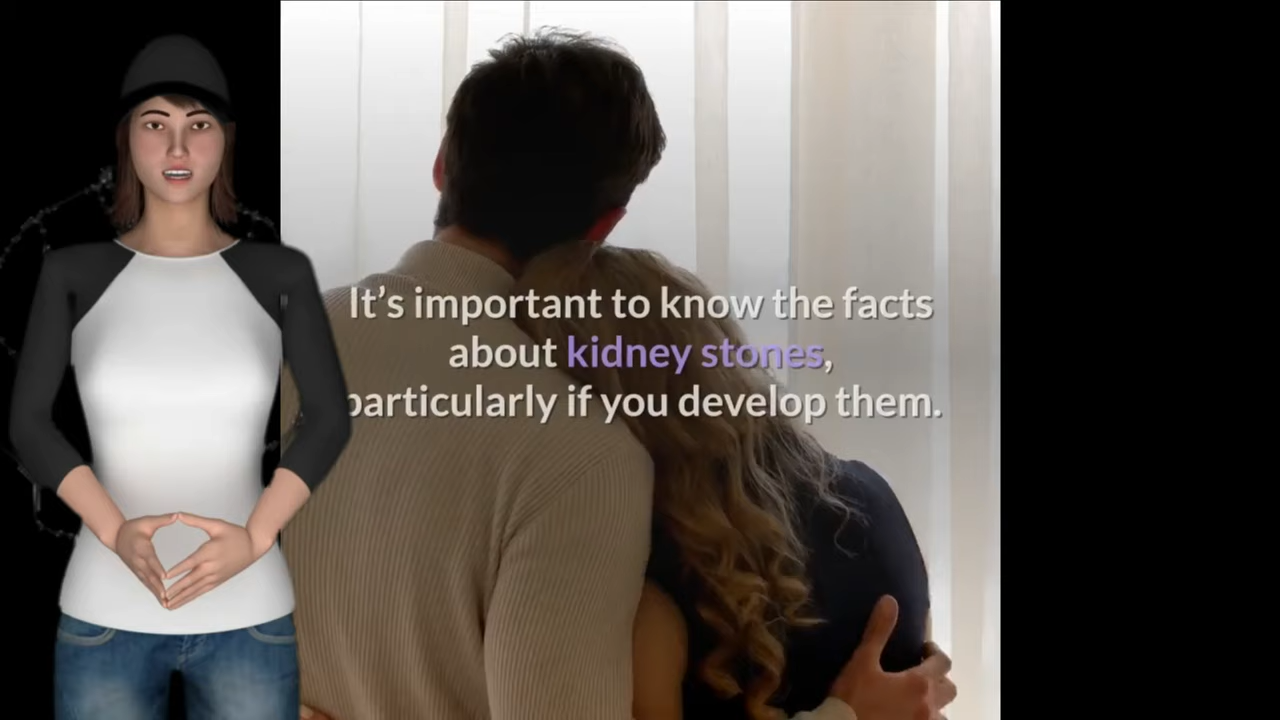 It’s important to know the facts
about kidney stones,
particularly if you develop them.